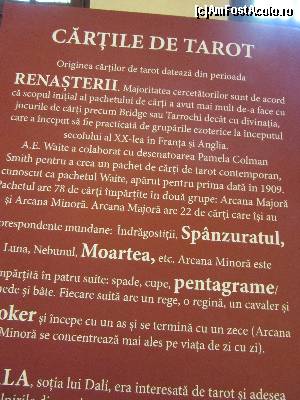 (c) AmFostAcolo.ro
CĂRȚILE DE TAROT
Originea cărților de tarot datează din perioada
RENAȘTERII. Majoritatea cercetătorilor sunt de acord
că scopul inițial al pachetului de cărți a avut mai mult de-a face cu
jocurile de cărți precum Bridge sau Tarrochi decât cu divinația,
care a început să fie practicată de grupările ezoterice la începutul
secolului al XX-lea în Franța și Anglia.
A.E. Waite a colaborat cu desenatoarea Pamela Colman
Smith pentru a crea un pachet de cărți de tarot contemporan,
cunoscut ca pachetul Waite, apărut pentru prima dată în 1909.
Pachetul are 78 de cărți împărțite în două grupe: Arcana Majoră
și Arcana Minoră. Arcana Majoră are 22 de cărți care își au
corespondente mundane: Îndrăgostiții, Spânzuratul,
Luna, Nebunul, Moartea, etc. Arcana Minoră este
împărțită în patru suite: spade, cupe, pentagrame/
și bâte. Fiecare suită are un rege, o regină, un cavaler și
și începe cu un as și se termină cu un zece (Arcana
Minoră se concentrează mai ales pe viața de zi cu zi).
GALA, soția lui Dalí, era interesată de tarot și adesea